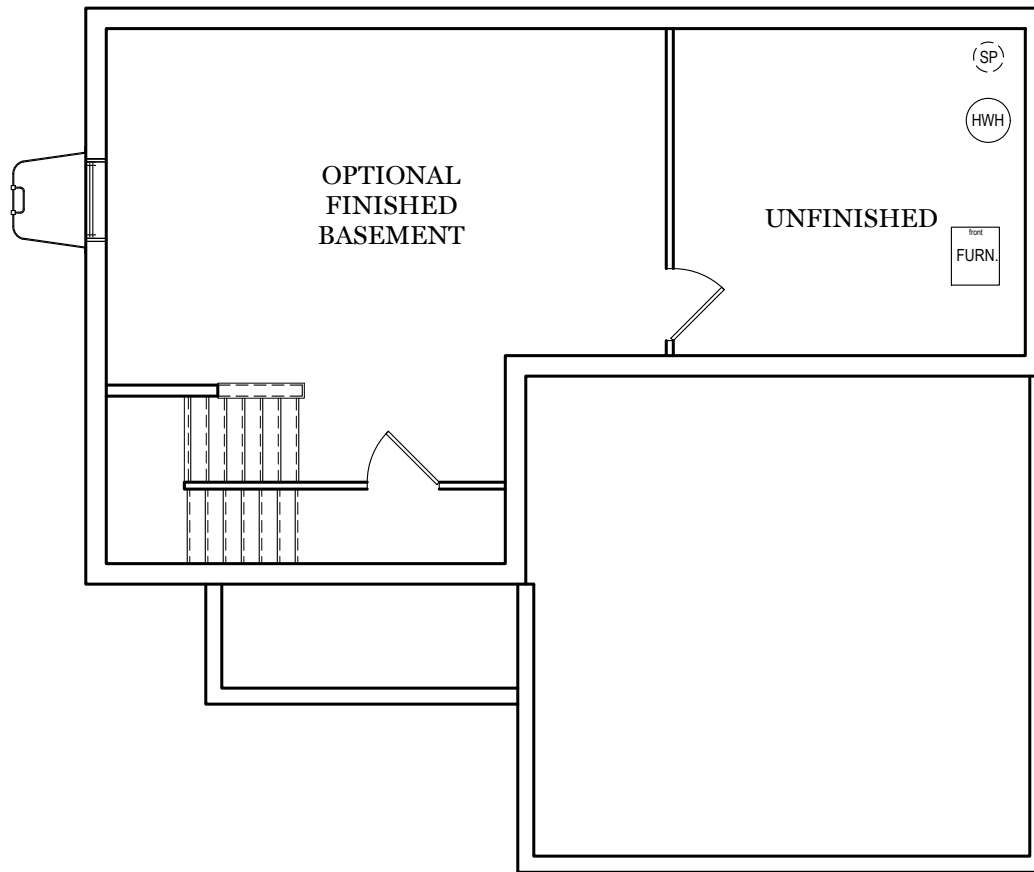 SP
HWH
OPTIONAL
FINISHED
BASEMENT
UNFINISHED
front
FURN.